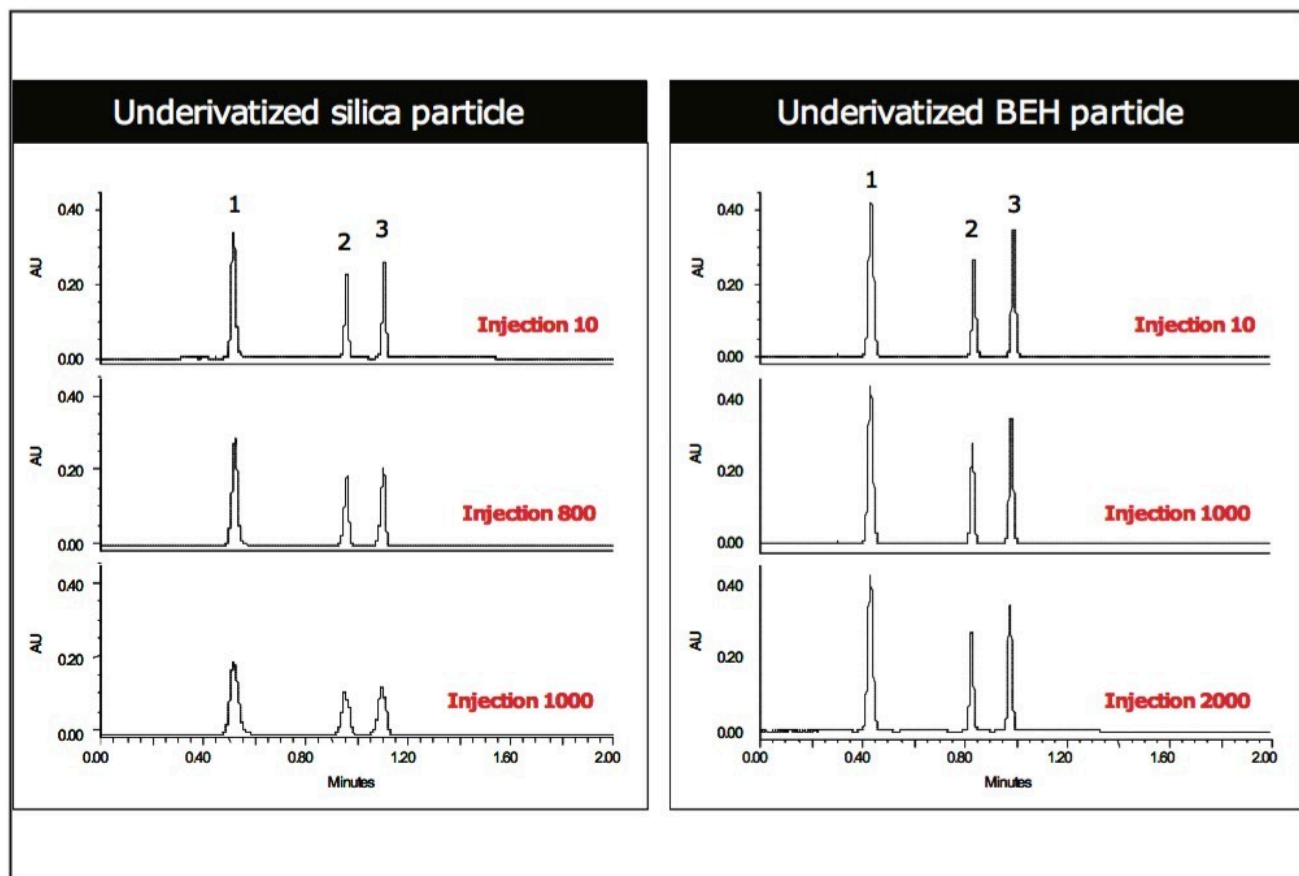 Underivatized silica particle
1
2
3
0.40
0.20
0.00
AU
Injection 10
0.40
0.20
0.00
AU
Injection 800
0.40
0.20
0.00
AU
Injection 1000
0.00 0.40 0.80 1.20 1.60 2.00
Minutes
Underivatized BEH particle
1
2
3
0.40
0.20
0.00
AU
Injection 10
0.40
0.20
0.00
AU
Injection 1000
0.40
0.20
0.00
AU
Injection 2000
0.00 0.40 0.80 1.20 1.60 2.00
Minutes